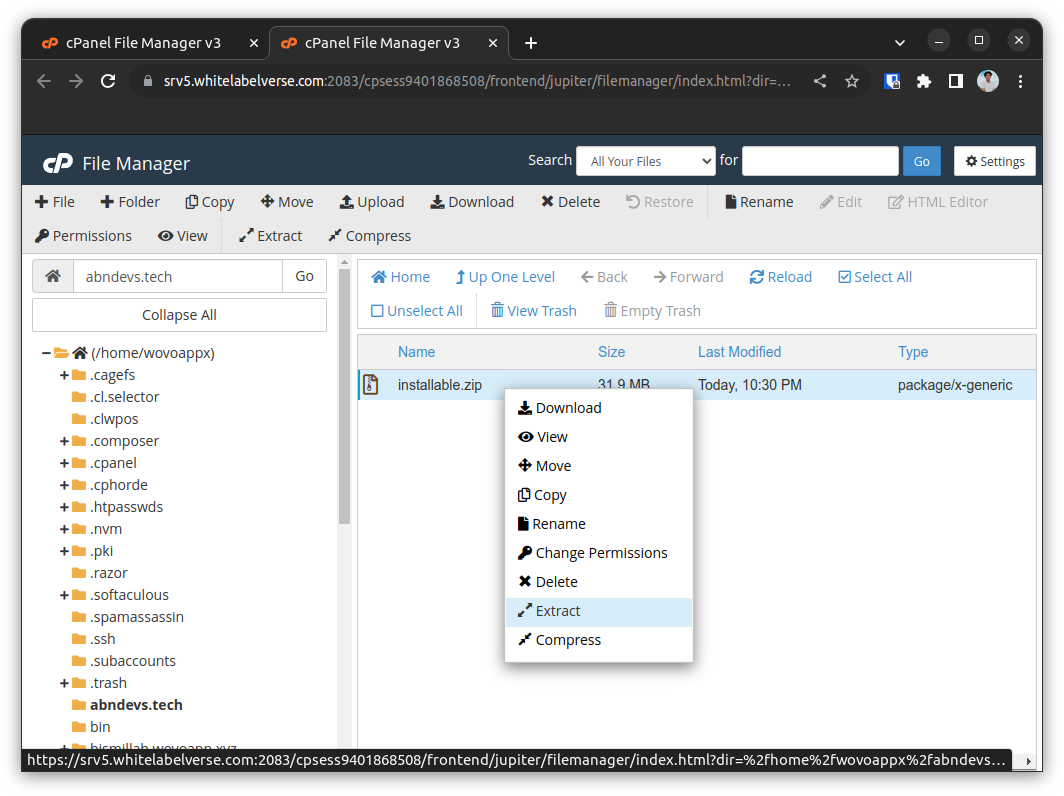 cPanel File Manager v3
cPanel File Manager v3
srv5.whitelabelverse.com:2083/cpsess9401868508/frontend/jupiter/filemanager/index.html?dir=...
cP File Manager
Search All Your Files for Go Settings
File Folder Copy Move Upload Download Delete Restore Rename Edit HTML Editor
Permissions View Extract Compress
abndevs.tech Go
Collapse All
(/home/wovoappx)
.cagefs
.cl.selector
.clwpos
.composer
.cpanel
.cphorde
.htpasswds
.nvm
.pki
.razor
.softaculous
.spamassassin
.ssh
.subaccounts
.trash
abndevs.tech
bin
bismillah.wovoapp.xyz
Home Up One Level Back Forward Reload Select All
Unselect All View Trash Empty Trash
Name Size Last Modified Type
installable.zip 31.9 MB Today, 10:30 PM package/x-generic
Download
View
Move
Copy
Rename
Change Permissions
Delete
Extract
Compress
https://srv5.whitelabelverse.com:2083/cpsess9401868508/frontend/jupiter/filemanager/index.html?dir=%2fhome%2fwovoappx%2fabndevs...